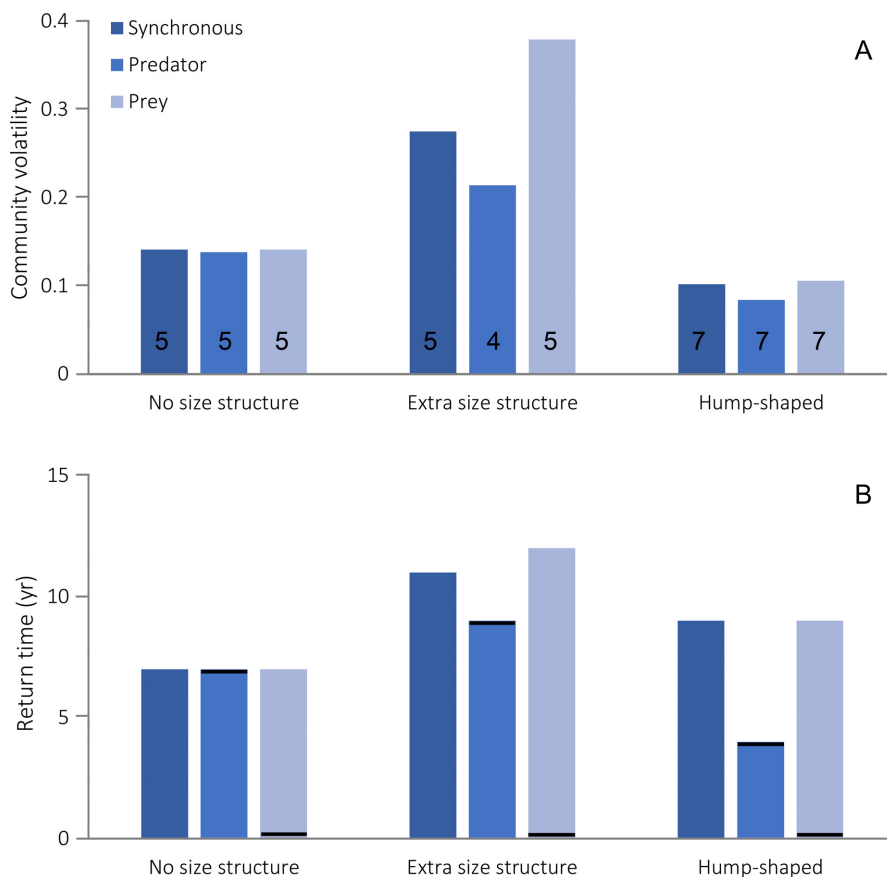 0.4
Synchronous
A
Predator
Prey
0.3
Community volatility
0.2
0.1
5 5 5 5 4 5 7 7 7
0
No size structure Extra size structure Hump-shaped
15
B
10
Return time (yr)
5
0
No size structure Extra size structure Hump-shaped